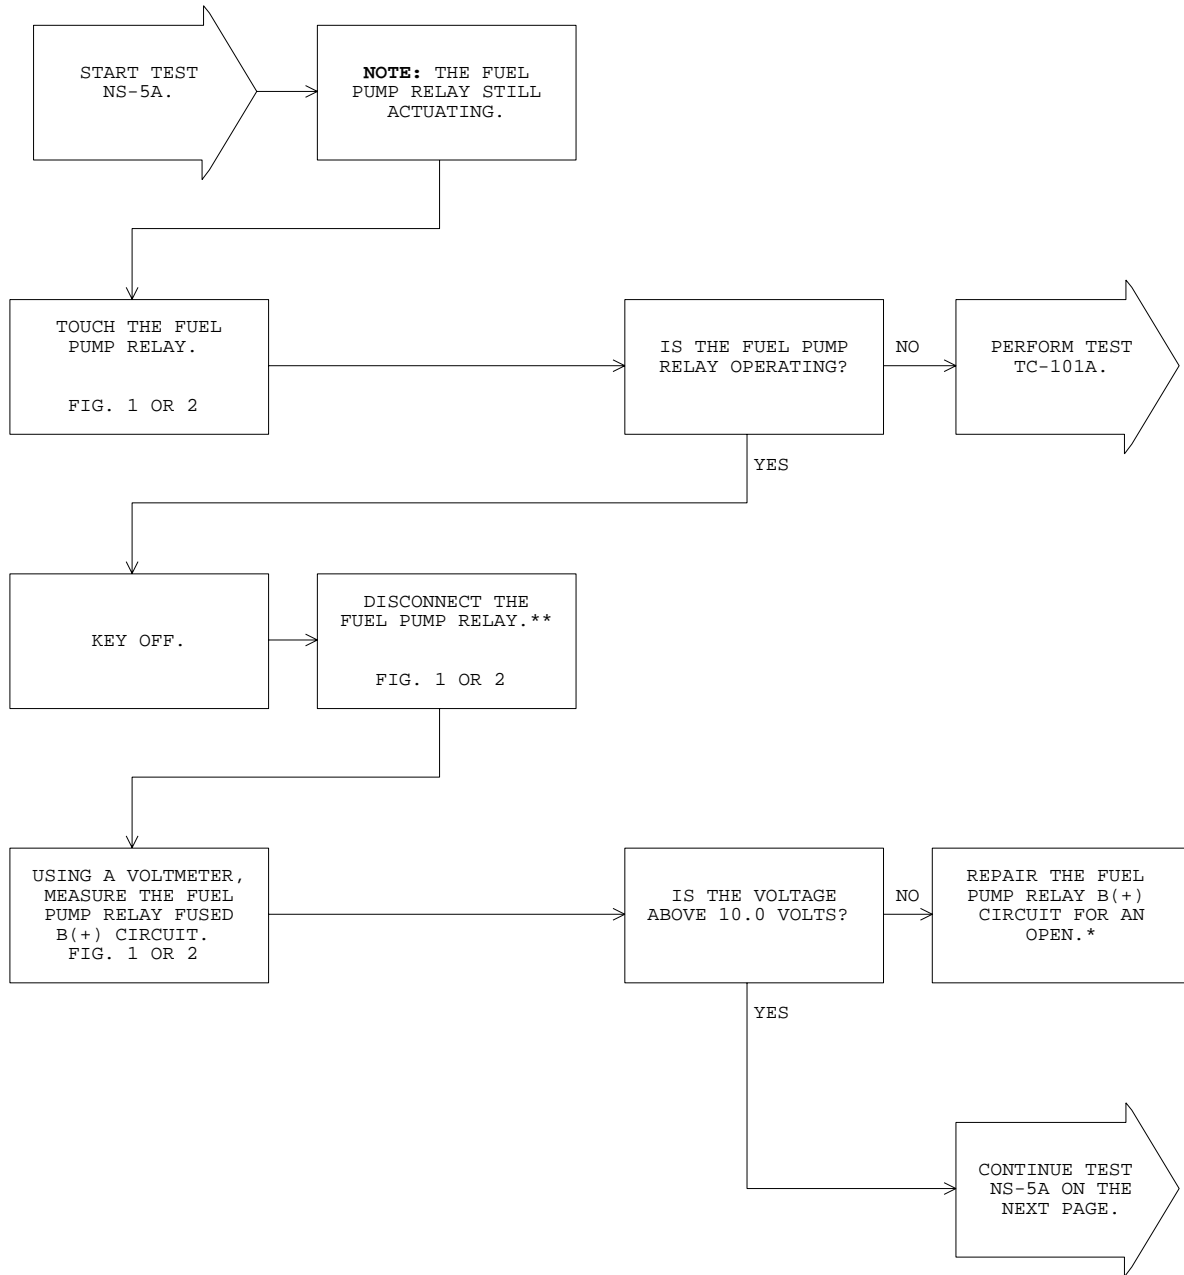 START TEST
NS-5A.
NOTE: THE FUEL
PUMP RELAY STILL
ACTUATING.
TOUCH THE FUEL
PUMP RELAY.
FIG. 1 OR 2
IS THE FUEL PUMP
RELAY OPERATING?
NO
PERFORM TEST
TC-101A.
YES
KEY OFF.
DISCONNECT THE
FUEL PUMP RELAY.**
FIG. 1 OR 2
USING A VOLTMETER,
MEASURE THE FUEL
PUMP RELAY FUSED
B(+) CIRCUIT.
FIG. 1 OR 2
IS THE VOLTAGE
ABOVE 10.0 VOLTS?
NO
REPAIR THE FUEL
PUMP RELAY B(+)
CIRCUIT FOR AN
OPEN.*
YES
CONTINUE TEST
NS-5A ON THE
NEXT PAGE.